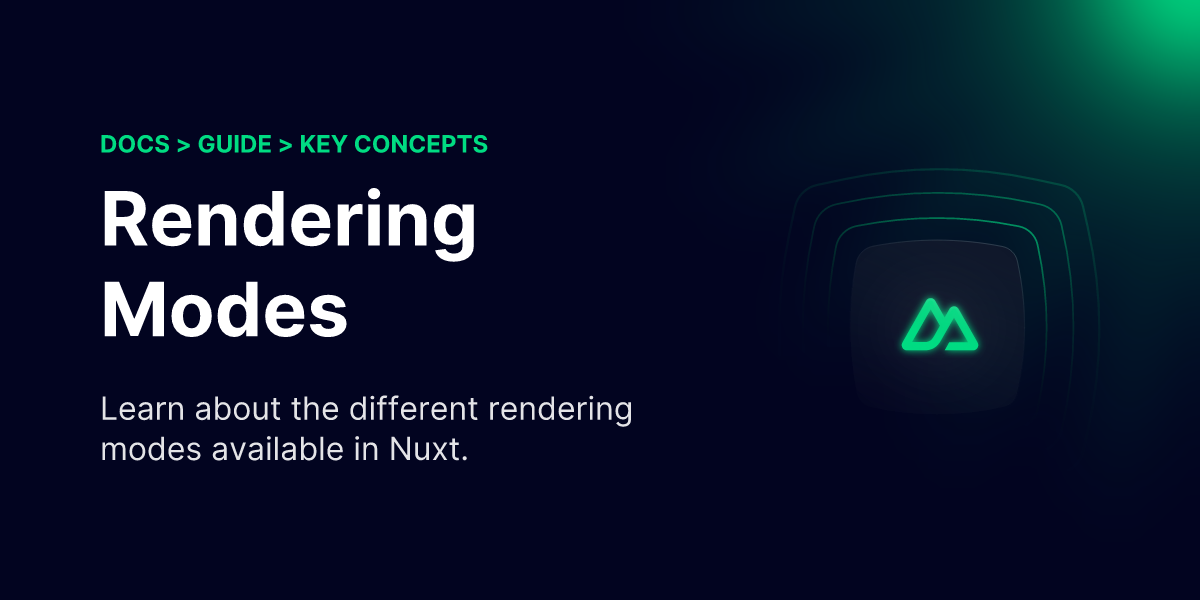 DOCS > GUIDE > KEY CONCEPTS
Rendering
Modes
Learn about the different rendering
modes available in Nuxt.